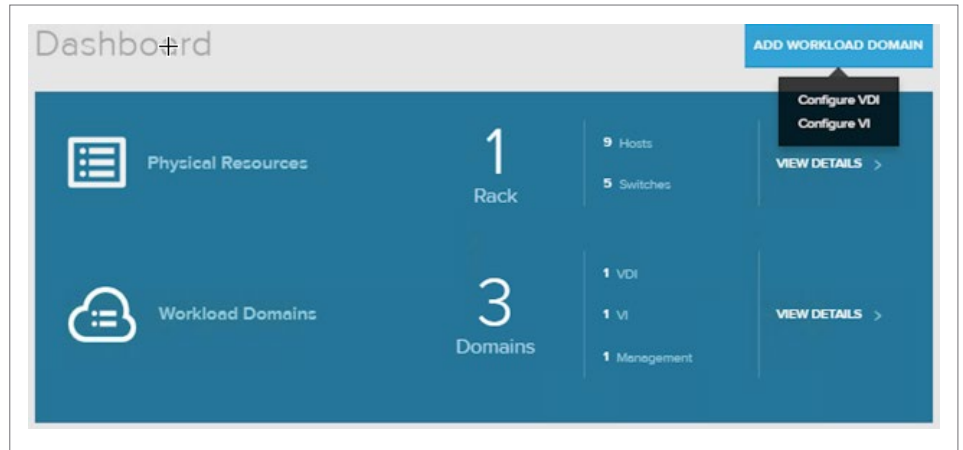 Dashboard
ADD WORKLOAD DOMAIN
Configure VDI
Configure VI
Physical Resources
1
Rack
9 Hosts
5 Switches
VIEW DETAILS >
Workload Domains
3
Domains
1 VDI
1 VI
1 Management
VIEW DETAILS >